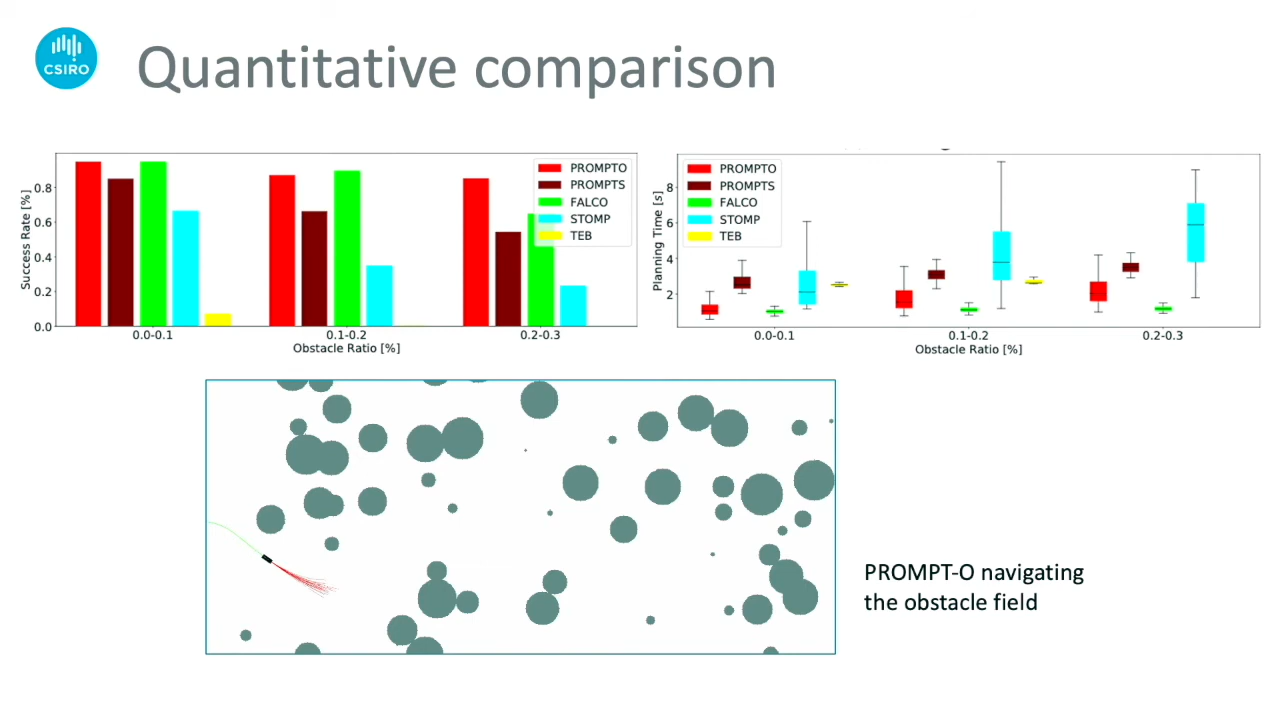 CSIRO
Quantitative comparison
Success Rate [%]
0.8
0.6
0.4
0.2
0.0
PROMPTO
PROMPTS
FALCO
STOMP
TEB
0.0-0.1
0.1-0.2
0.2-0.3
Obstacle Ratio [%]
Planning Time [s]
8
6
4
2
PROMPTO
PROMPTS
FALCO
STOMP
TEB
0.0-0.1
0.1-0.2
0.2-0.3
Obstacle Ratio [%]
PROMPT-O navigating
the obstacle field